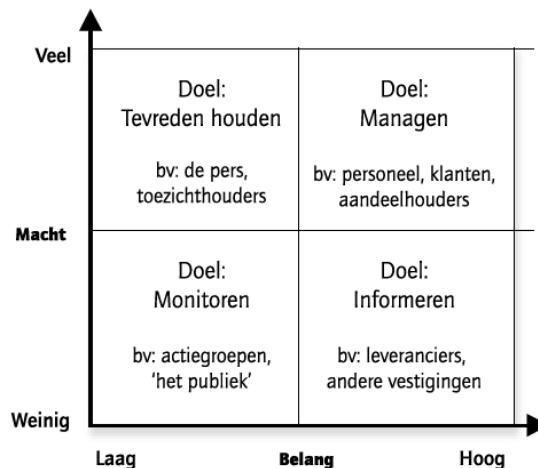 Veel
Doel:
Tevreden houden
bv: de pers,
toezichthouders
Doel:
Managen
bv: personeel, klanten,
aandeelhouders
Macht
Doel:
Monitoren
bv: actiegroepen,
‘het publiek’
Doel:
Informeren
bv: leveranciers,
andere vestigingen
Weinig
Laag
Belang
Hoog